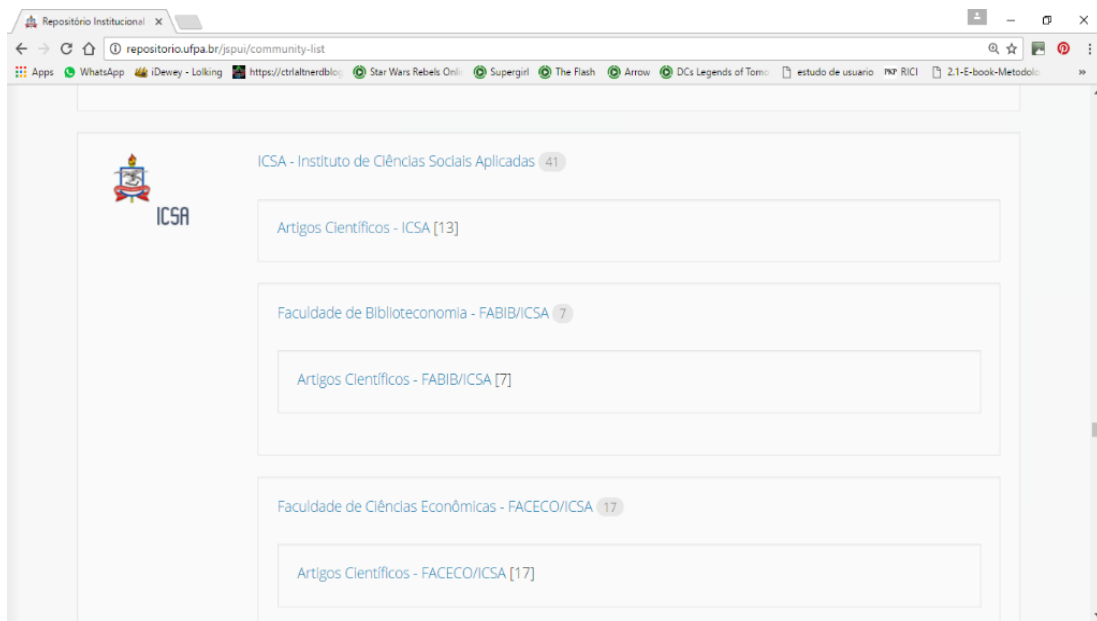 Repositório Institucional
repositorio.ufpa.br/jspui/community-list
Apps WhatsApp iDewey - Lolking https://ctrlaltnerdblog Star Wars Rebels Onli Supergirl The Flash Arrow DCs Legends of Tomo estudo de usuario PKP RICI 2.1-E-book-Metodolo »
ICSA - Instituto de Ciências Sociais Aplicadas 41
ICSA
Artigos Científicos - ICSA [13]
Faculdade de Biblioteconomia - FABIB/ICSA 7
Artigos Científicos - FABIB/ICSA [7]
Faculdade de Ciências Econômicas - FACECO/ICSA 17
Artigos Científicos - FACECO/ICSA [17]